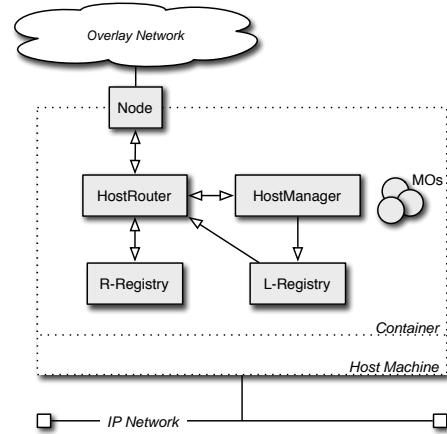 Overlay Network
Node
HostRouter
HostManager
MOs
R-Registry
L-Registry
Container
Host Machine
IP Network